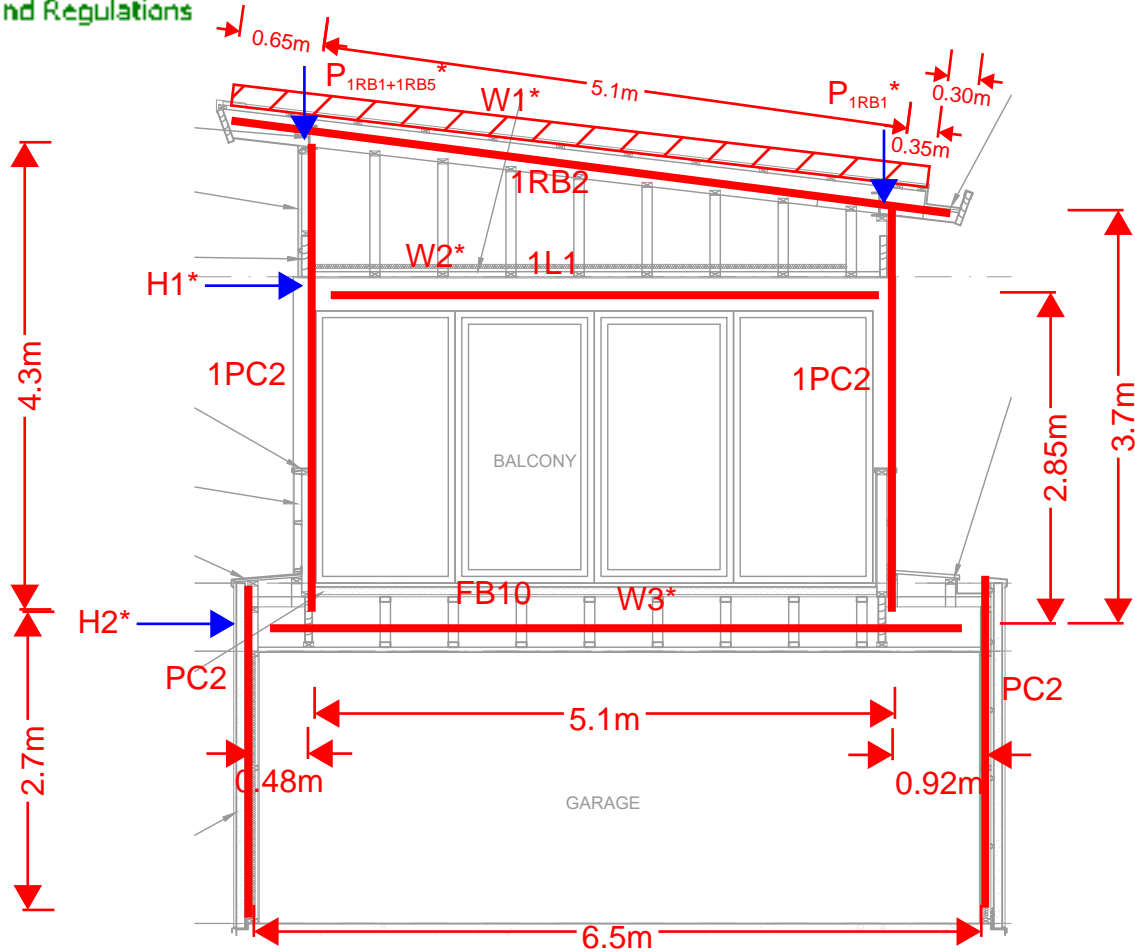 nd Regulations
0.65m
5.1m
0.30m
0.35m
P1RB1+1RB5*
W1*
P1RB1*
1RB2
W2*
1L1
H1*
4.3m
1PC2
1PC2
BALCONY
2.85m
3.7m
FB10
W3*
H2*
PC2
PC2
5.1m
2.7m
0.48m
0.92m
GARAGE
6.5m